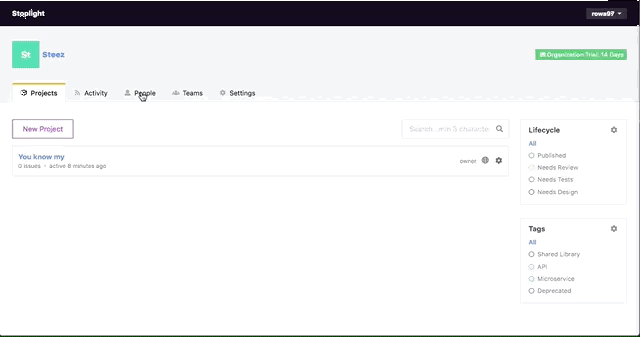 Stoplight
rowa97
St Steez
Organization Trial: 14 Days
Projects Activity People Teams Settings
New Project
Search... min 3 characte
You know my
0 issues • active 8 minutes ago
owner
Lifecycle
All
Published
Needs Review
Needs Tests
Needs Design
Tags
All
Shared Library
API
Microservice
Deprecated